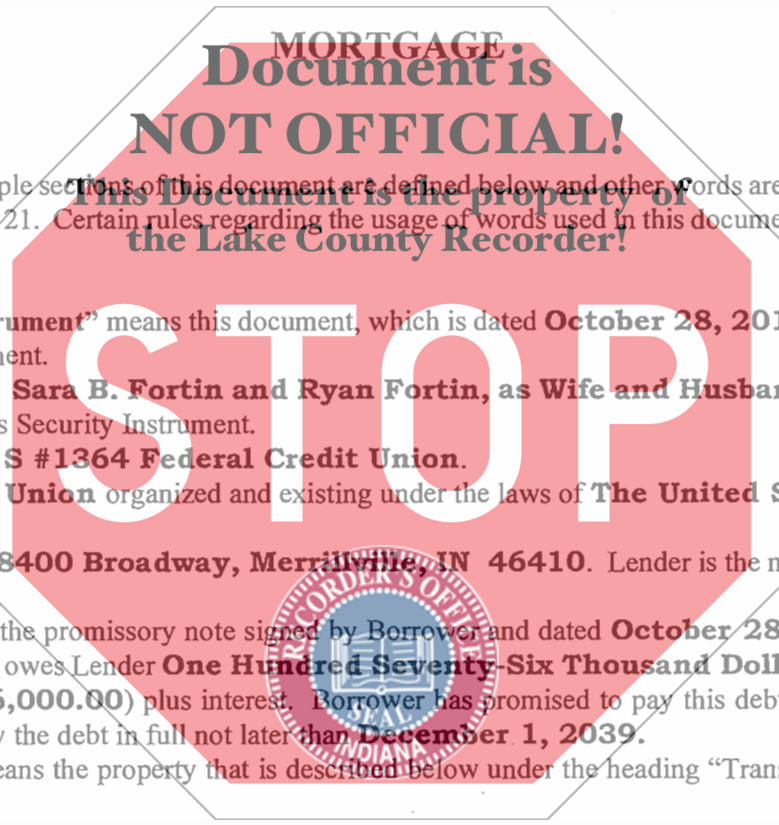 MORTGAGE
Document is
NOT OFFICIAL!
ple sections of this document are defined below and other words are
This Document is the property of
21. Certain rules regarding the usage of words used in this docume
the Lake County Recorder!
ument” means this document, which is dated October 28, 201
ent.
Sara B. Fortin and Ryan Fortin, as Wife and Husban
s Security Instrument.
S #1364 Federal Credit Union.
Union organized and existing under the laws of The United S
STOP
8400 Broadway, Merrillville, IN 46410. Lender is the m
the promissory note signed by Borrower and dated October 28
owes Lender One Hundred Seventy-Six Thousand Doll
6,000.00) plus interest. Borrower has promised to pay this deb
y the debt in full not later than December 1, 2039.
eans the property that is described below under the heading “Trans
RECORDER'S OFFICE
SEAL
INDIANA